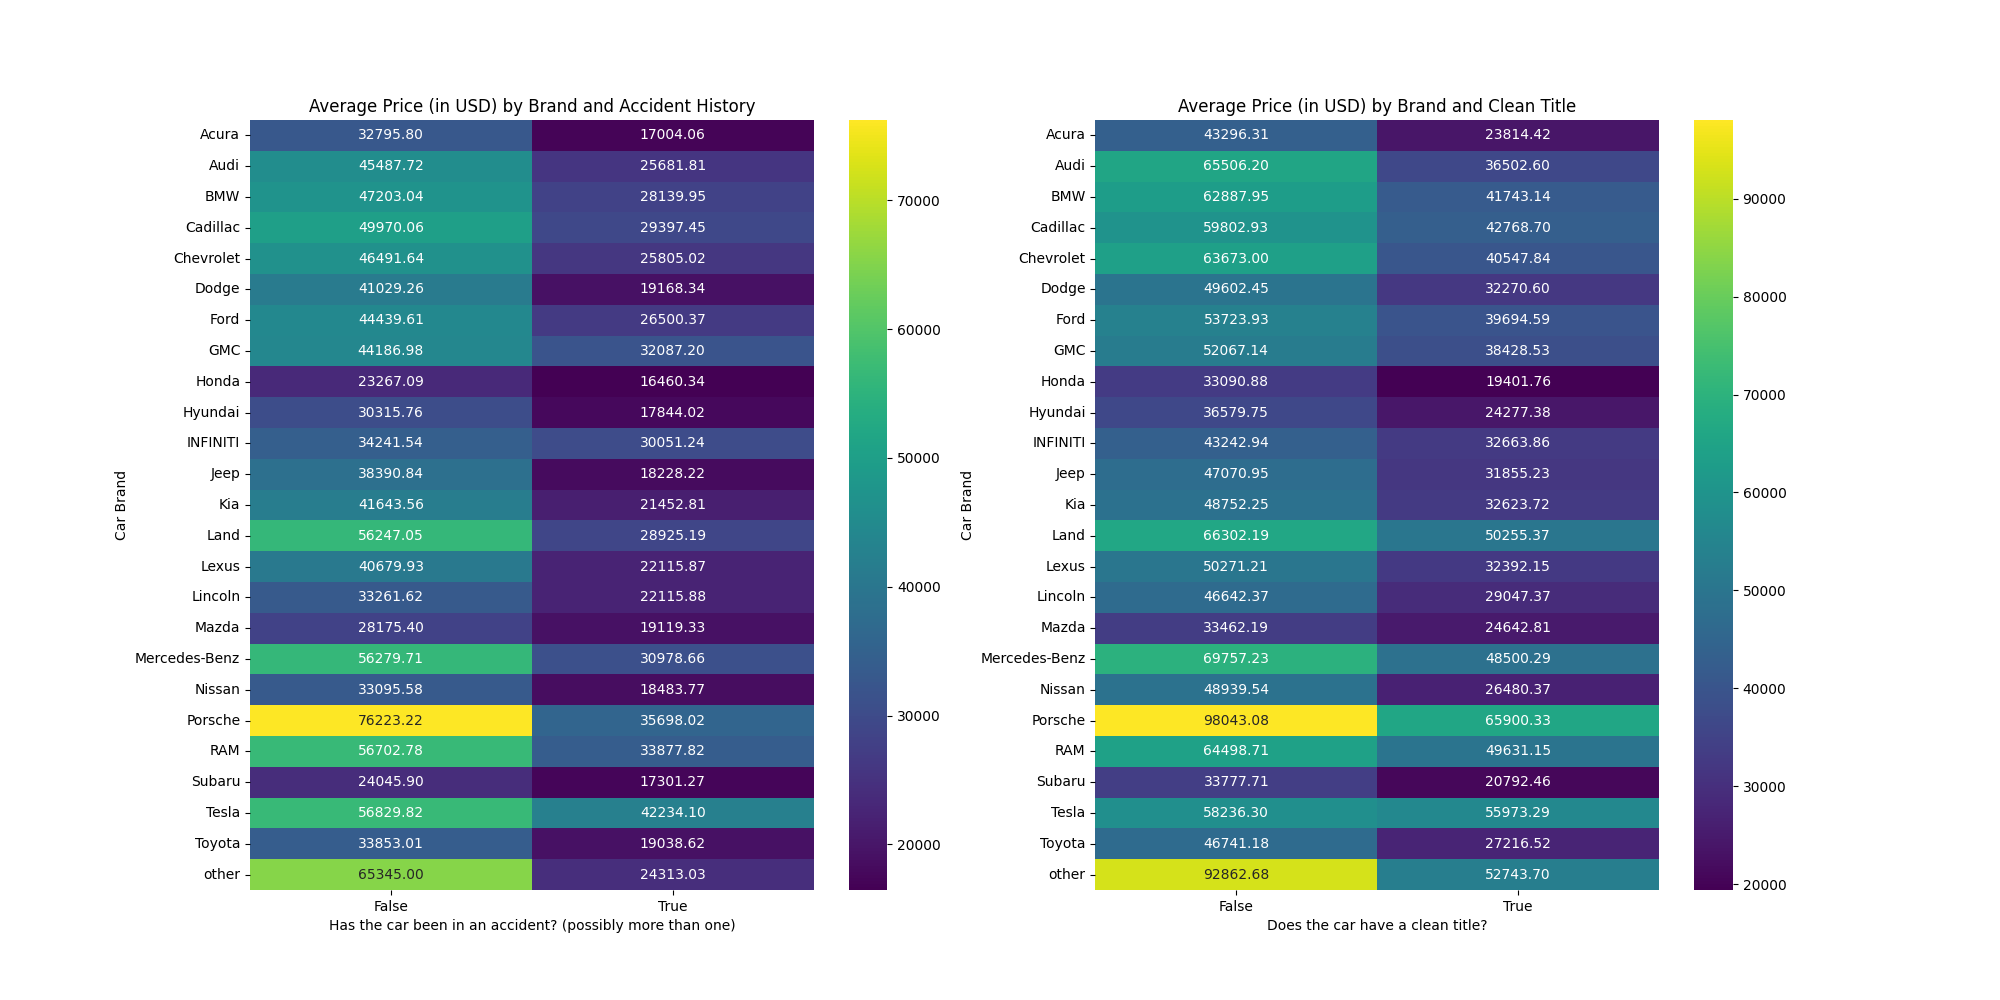 Average Price (in USD) by Brand and Accident History
Car Brand
Acura 32795.80 17004.06
Audi 45487.72 25681.81
BMW 47203.04 28139.95
Cadillac 49970.06 29397.45
Chevrolet 46491.64 25805.02
Dodge 41029.26 19168.34
Ford 44439.61 26500.37
GMC 44186.98 32087.20
Honda 23267.09 16460.34
Hyundai 30315.76 17844.02
INFINITI 34241.54 30051.24
Jeep 38390.84 18228.22
Kia 41643.56 21452.81
Land 56247.05 28925.19
Lexus 40679.93 22115.87
Lincoln 33261.62 22115.88
Mazda 28175.40 19119.33
Mercedes-Benz 56279.71 30978.66
Nissan 33095.58 18483.77
Porsche 76223.22 35698.02
RAM 56702.78 33877.82
Subaru 24045.90 17301.27
Tesla 56829.82 42234.10
Toyota 33853.01 19038.62
other 65345.00 24313.03
False True
Has the car been in an accident? (possibly more than one)
70000
60000
50000
40000
30000
20000
Average Price (in USD) by Brand and Clean Title
Car Brand
Acura 43296.31 23814.42
Audi 65506.20 36502.60
BMW 62887.95 41743.14
Cadillac 59802.93 42768.70
Chevrolet 63673.00 40547.84
Dodge 49602.45 32270.60
Ford 53723.93 39694.59
GMC 52067.14 38428.53
Honda 33090.88 19401.76
Hyundai 36579.75 24277.38
INFINITI 43242.94 32663.86
Jeep 47070.95 31855.23
Kia 48752.25 32623.72
Land 66302.19 50255.37
Lexus 50271.21 32392.15
Lincoln 46642.37 29047.37
Mazda 33462.19 24642.81
Mercedes-Benz 69757.23 48500.29
Nissan 48939.54 26480.37
Porsche 98043.08 65900.33
RAM 64498.71 49631.15
Subaru 33777.71 20792.46
Tesla 58236.30 55973.29
Toyota 46741.18 27216.52
other 92862.68 52743.70
False True
Does the car have a clean title?
90000
80000
70000
60000
50000
40000
30000
20000